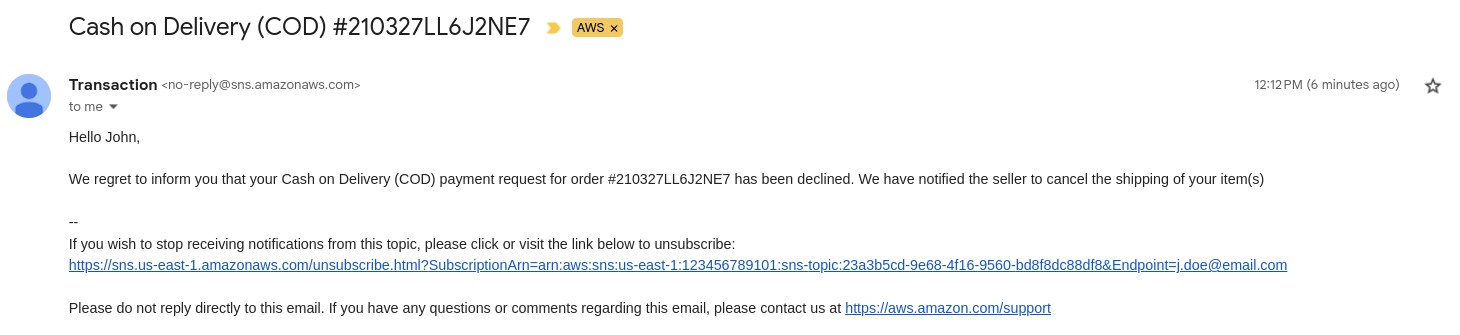 Cash on Delivery (COD) #210327LL6J2NE7 AWS ×
Transaction <no-reply@sns.amazonaws.com> 12:12 PM (6 minutes ago)
to me
Hello John,
We regret to inform you that your Cash on Delivery (COD) payment request for order #210327LL6J2NE7 has been declined. We have notified the seller to cancel the shipping of your item(s)
--
If you wish to stop receiving notifications from this topic, please click or visit the link below to unsubscribe:
https://sns.us-east-1.amazonaws.com/unsubscribe.html?SubscriptionArn=arn:aws:sns:us-east-1:123456789101:sns-topic:23a3b5cd-9e68-4f16-9560-bd8f8dc88df8&Endpoint=j.doe@email.com
Please do not reply directly to this email. If you have any questions or comments regarding this email, please contact us at https://aws.amazon.com/support